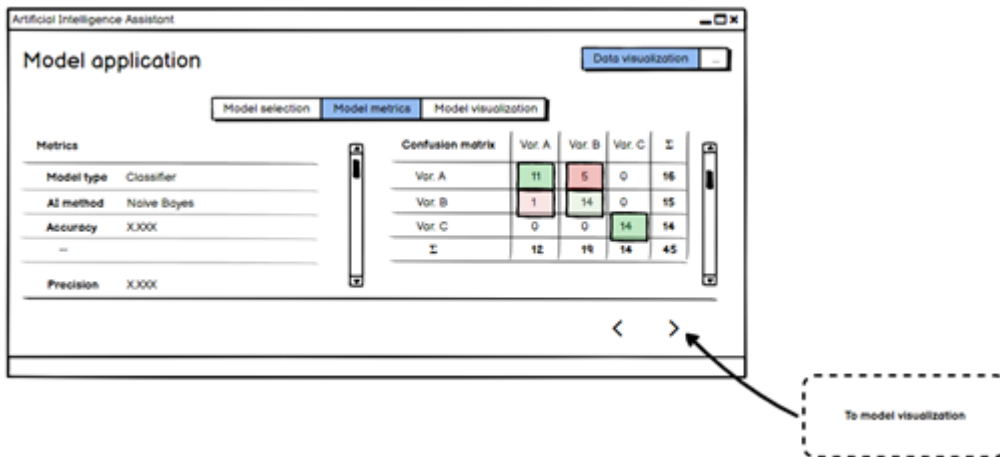 Artificial Intelligence Assistant
Model application
Data visualization ...
Model selection Model metrics Model visualization
Metrics
Model type Classifier
AI method Naive Bayes
Accuracy X.XXX
...
Precision X.XXX
Confusion matrix Var. A Var. B Var. C Σ
Var. A 11 5 0 16
Var. B 1 14 0 15
Var. C 0 0 14 14
Σ 12 19 14 45
To model visualization